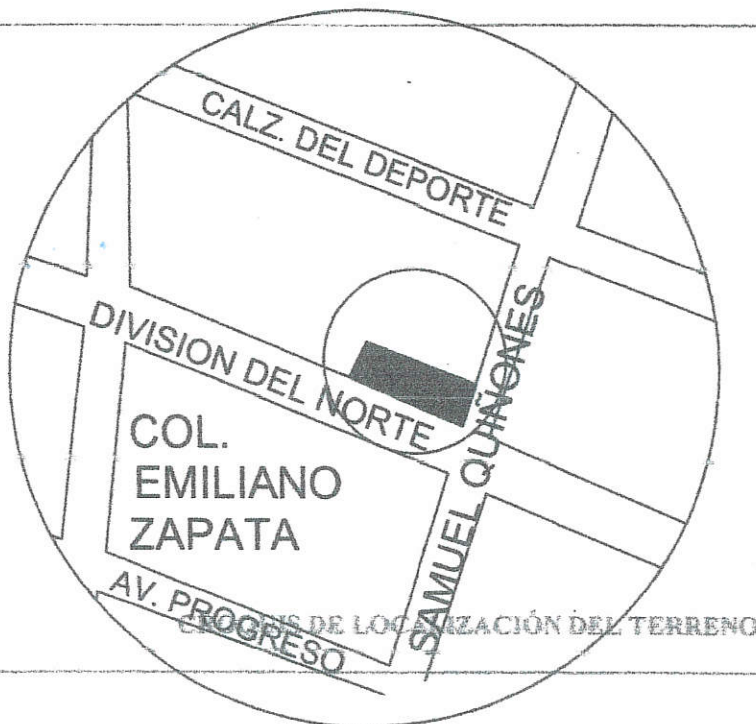 CALZ. DEL DEPORTE
DIVISION DEL NORTE
SAMUEL QUIÑONES
COL.
EMILIANO
ZAPATA
AV. PROGRESO
CROQUIS DE LOCALIZACIÓN DEL TERRENO